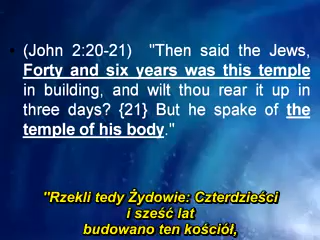 • (John 2:20-21) "Then said the Jews,
Forty and six years was this temple
in building, and wilt thou rear it up in
three days? {21} But he spake of the
temple of his body."
"Rzekli tedy Żydowie: Czterdzieści
i sześć lat
budowano ten kościół,